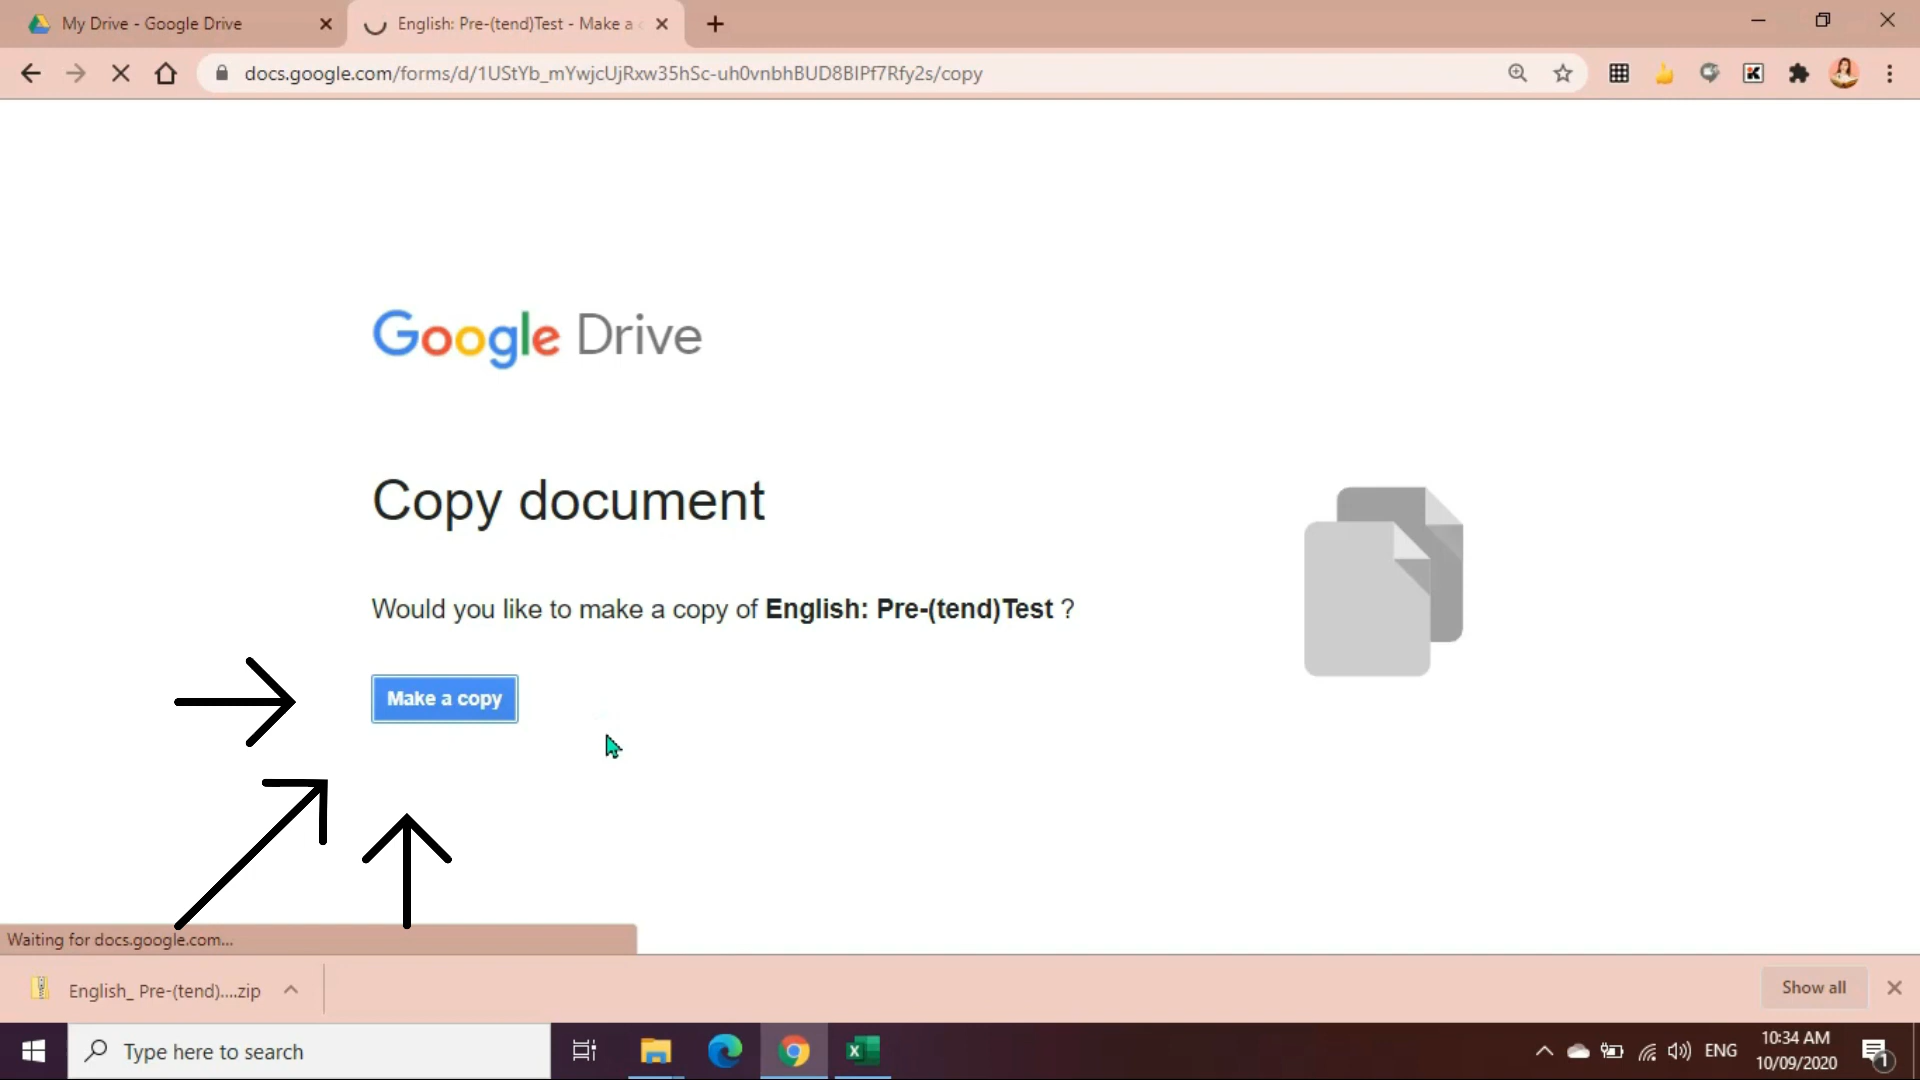 My Drive - Google Drive
English: Pre-(tend)Test - Make a
docs.google.com/forms/d/1UStYb_mYwjcUjRxw35hSc-uh0vnbhBUD8BIPf7Rfy2s/copy
Google Drive
Copy document
Would you like to make a copy of English: Pre-(tend)Test ?
Make a copy
Waiting for docs.google.com...
English_ Pre-(tend)....zip
Show all
Type here to search
ENG
10:34 AM
10/09/2020
1